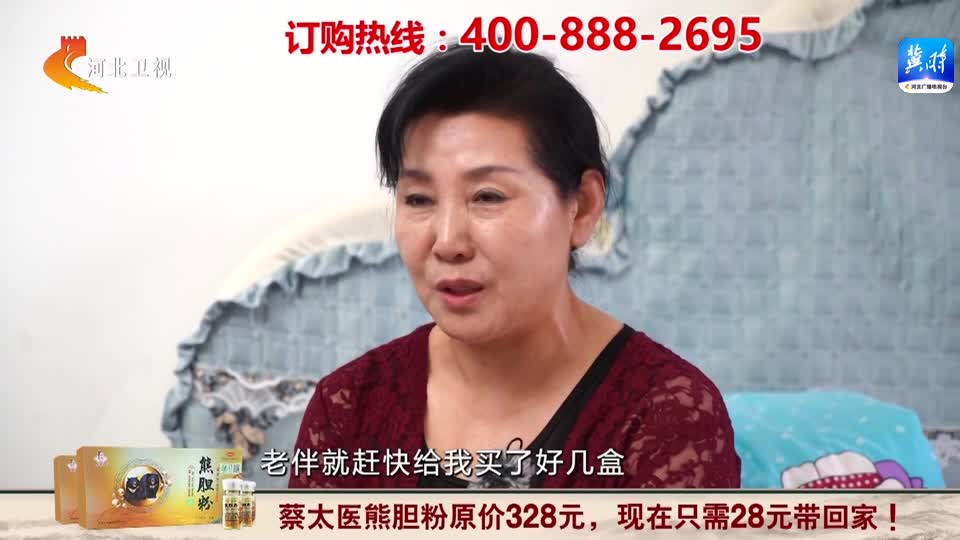 订购热线：400-888-2695
河北卫视
冀时
河北广播电视台
老伴就赶快给我买了好几盒
熊胆粉
蔡太医熊胆粉原价328元，现在只需28元带回家！